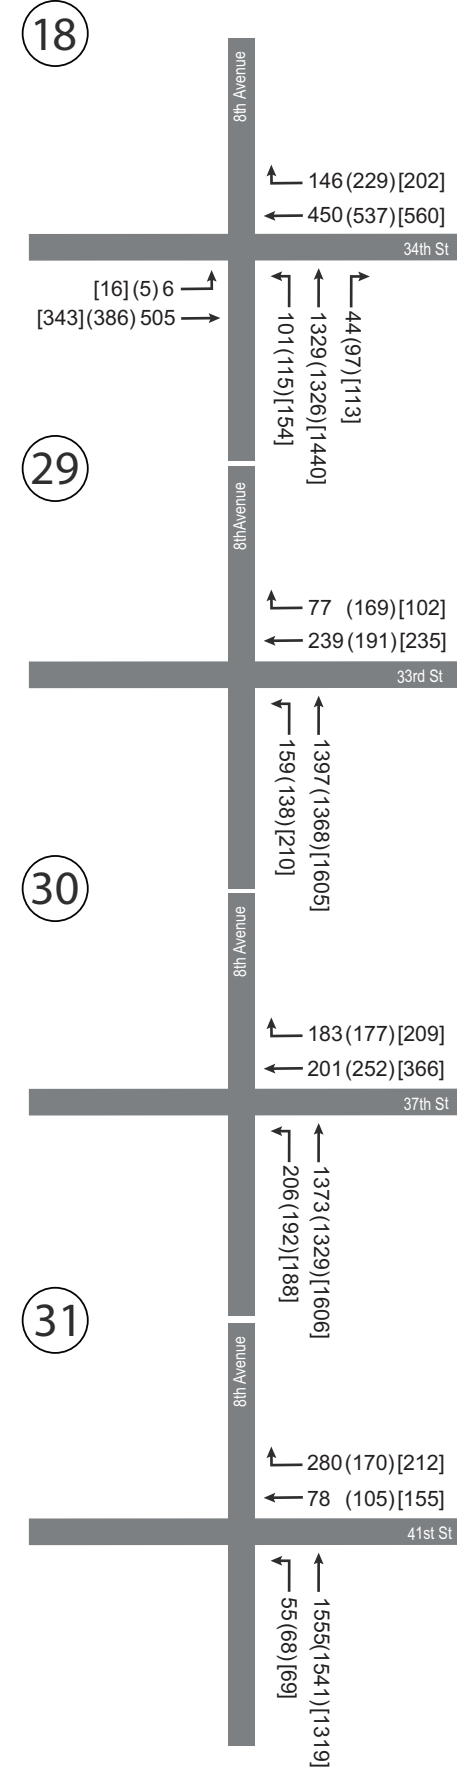 18
8th Avenue
146 (229) [202]
450 (537) [560]
34th St
[16] (5) 6
[343] (386) 505
101 (115) [154]
1329 (1326) [1440]
44 (97) [113]
29
8thAvenue
77 (169) [102]
239 (191) [235]
33rd St
159 (138) [210]
1397 (1368) [1605]
30
8th Avenue
183 (177) [209]
201 (252) [366]
37th St
206 (192) [188]
1373 (1329) [1606]
31
8th Avenue
280 (170) [212]
78 (105) [155]
41st St
55 (68) [69]
1555(1541) [1319]